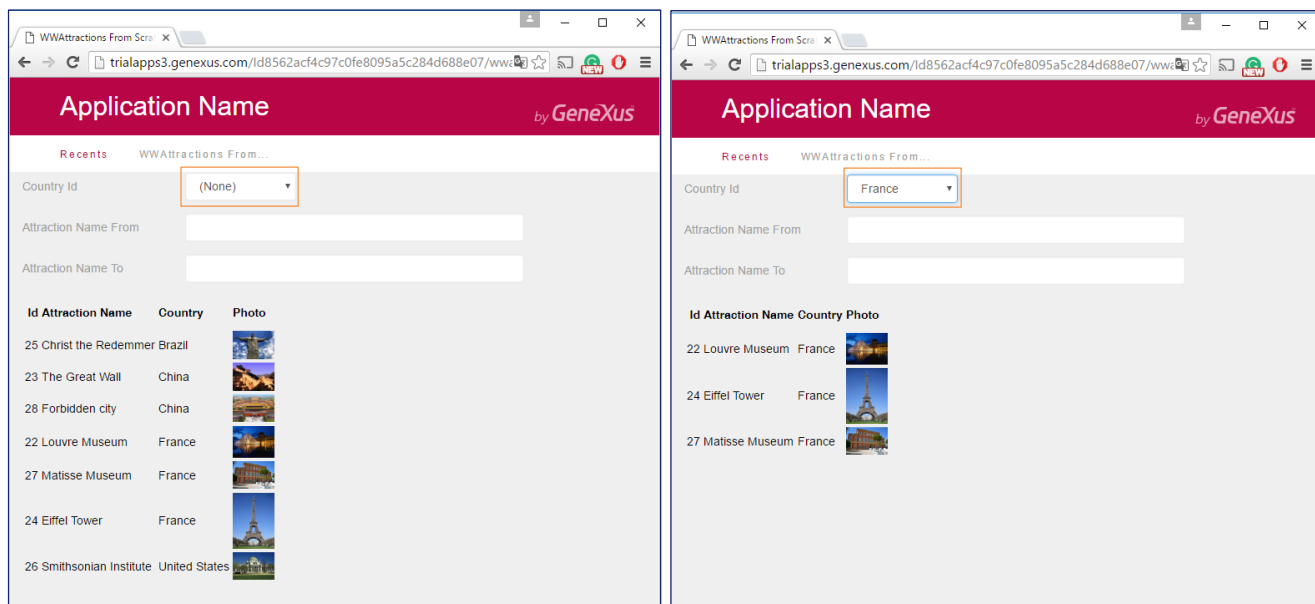 WWAttractions From Scra
trialapps3.genexus.com/Id8562acf4c97c0fe8095a5c284d688e07/wwa
NEW
Application Name
by GeneXus
Recents WWAttractions From...
Country Id (None)
Attraction Name From
Attraction Name To
Id Attraction Name Country Photo
25 Christ the Redemmer Brazil
23 The Great Wall China
28 Forbidden city China
22 Louvre Museum France
27 Matisse Museum France
24 Eiffel Tower France
26 Smithsonian Institute United States
WWAttractions From Scra
trialapps3.genexus.com/Id8562acf4c97c0fe8095a5c284d688e07/wwa
NEW
Application Name
by GeneXus
Recents WWAttractions From...
Country Id France
Attraction Name From
Attraction Name To
Id Attraction Name Country Photo
22 Louvre Museum France
24 Eiffel Tower France
27 Matisse Museum France